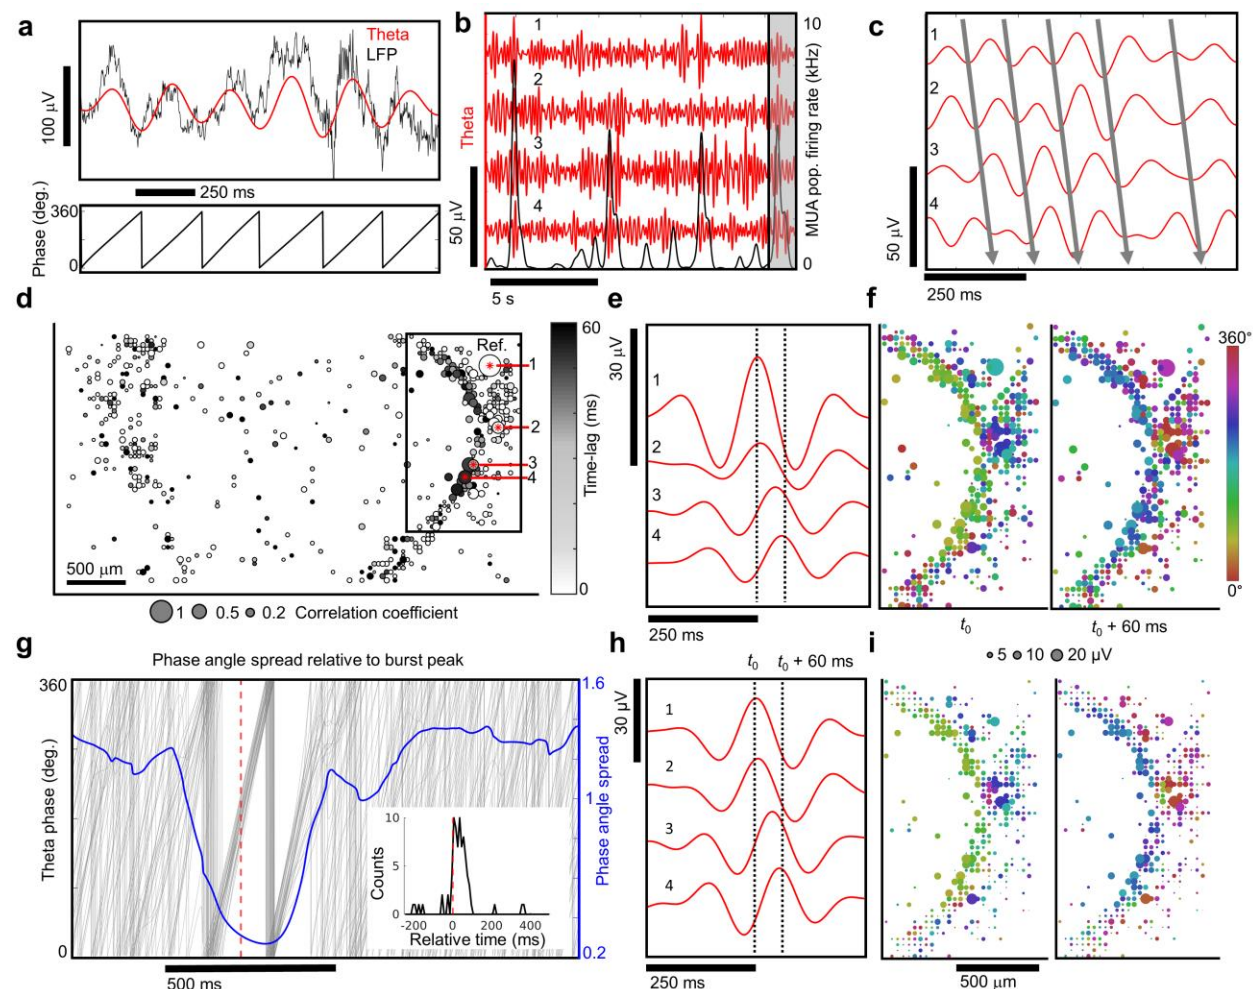 a
Theta
LFP
100 µV
250 ms
Phase (deg.)
360
0
b
Theta
50 µV
1
2
3
4
10
0
MUA pop. firing rate (kHz)
5 s
c
1
2
3
4
50 µV
250 ms
d
Ref.
1
2
3
4
500 µm
60
0
Time-lag (ms)
1 0.5 0.2 Correlation coefficient
e
30 µV
1
2
3
4
250 ms
f
360°
0°
t0
t0 + 60 ms
g
Phase angle spread relative to burst peak
Theta phase (deg.)
360
0
1.6
1
0.2
Phase angle spread
Counts
10
5
0
-200 0 200 400
Relative time (ms)
500 ms
h
t0 t0 + 60 ms
30 µV
1
2
3
4
250 ms
i
5 10 20 µV
500 µm